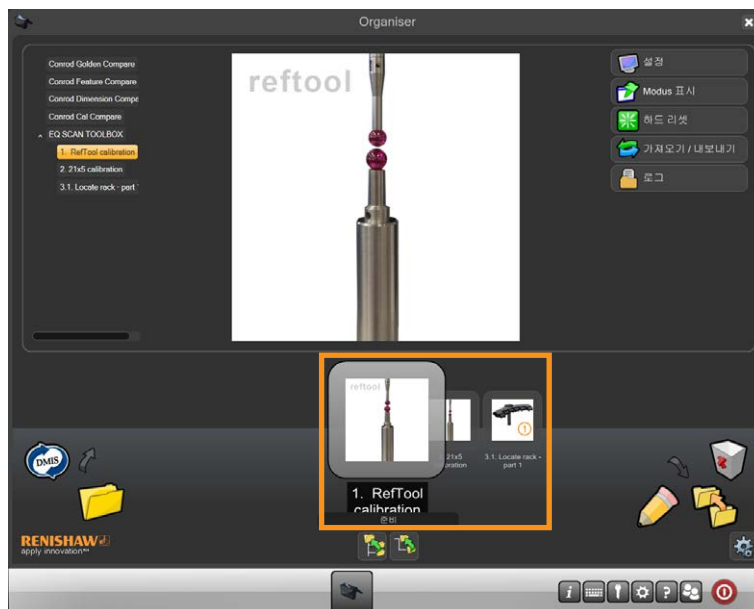 Organiser
Conrod Golden Compare
Conrod Feature Compare
Conrod Dimension Compa
Conrod Cal Compare
EQ SCAN TOOLBOX
1. RefTool calibration
2. 21x5 calibration
3.1. Locate rack - part
reftool
설정
Modus 표시
하드 리셋
가져오기 / 내보내기
로그
reftool
1. RefTool
calibration
준비
21x5
bration
1
3.1. Locate rack -
part 1
DMIS
RENISHAW
apply innovation™